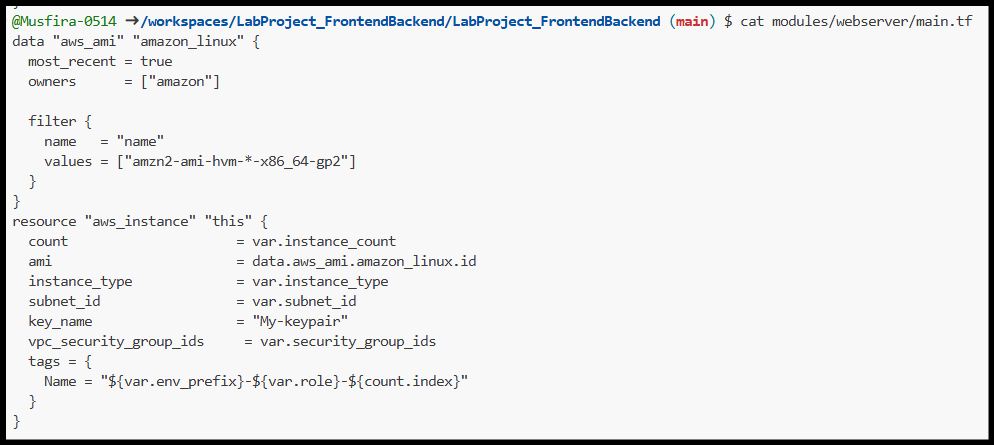 @Musfira-0514 ➜/workspaces/LabProject_FrontendBackend/LabProject_FrontendBackend (main) $ cat modules/webserver/main.tf
data "aws_ami" "amazon_linux" {
  most_recent = true
  owners      = ["amazon"]

  filter {
    name   = "name"
    values = ["amzn2-ami-hvm-*-x86_64-gp2"]
  }
}
resource "aws_instance" "this" {
  count                     = var.instance_count
  ami                       = data.aws_ami.amazon_linux.id
  instance_type             = var.instance_type
  subnet_id                 = var.subnet_id
  key_name                  = "My-keypair"
  vpc_security_group_ids     = var.security_group_ids
  tags = {
    Name = "${var.env_prefix}-${var.role}-${count.index}"
  }
}